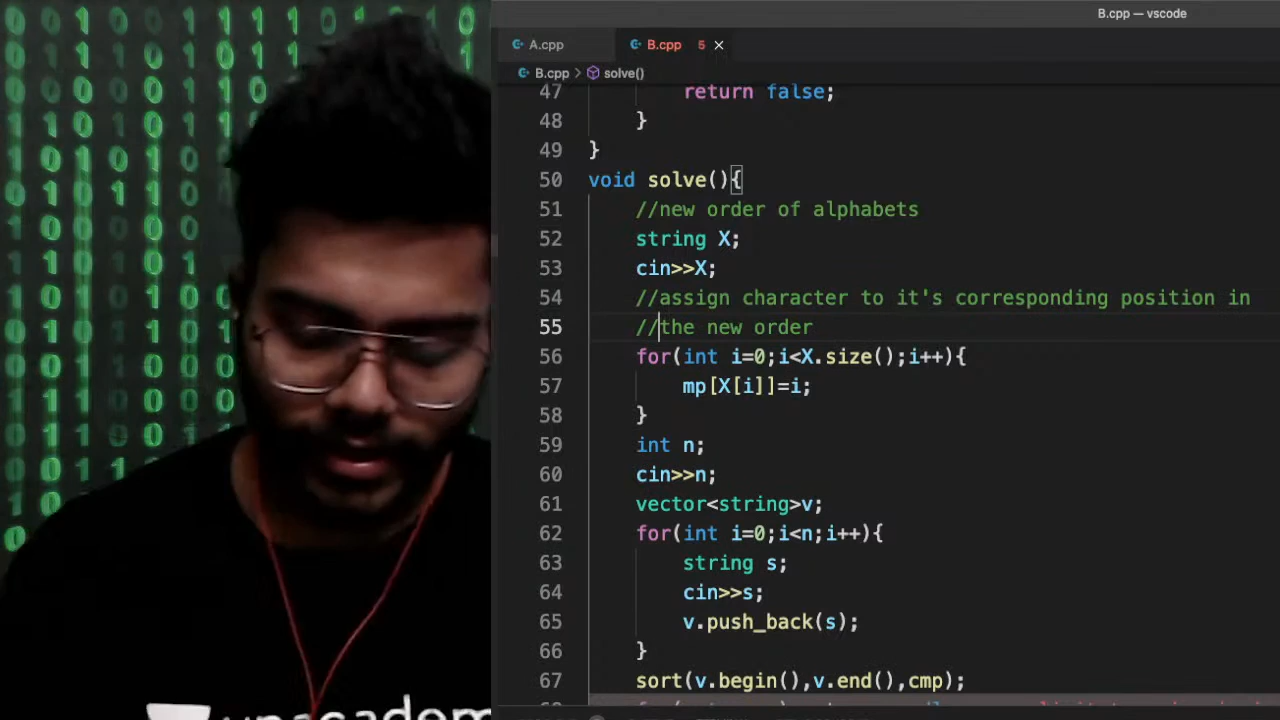 B.cpp — vscode
A.cpp
B.cpp 5
B.cpp > solve()
47 return false;
48 }
49 }
50 void solve(){
51 //new order of alphabets
52 string X;
53 cin>>X;
54 //assign character to it's corresponding position in
55 //the new order
56 for(int i=0;i<X.size();i++){
57 mp[X[i]]=i;
58 }
59 int n;
60 cin>>n;
61 vector<string>v;
62 for(int i=0;i<n;i++){
63 string s;
64 cin>>s;
65 v.push_back(s);
66 }
67 sort(v.begin(),v.end(),cmp);